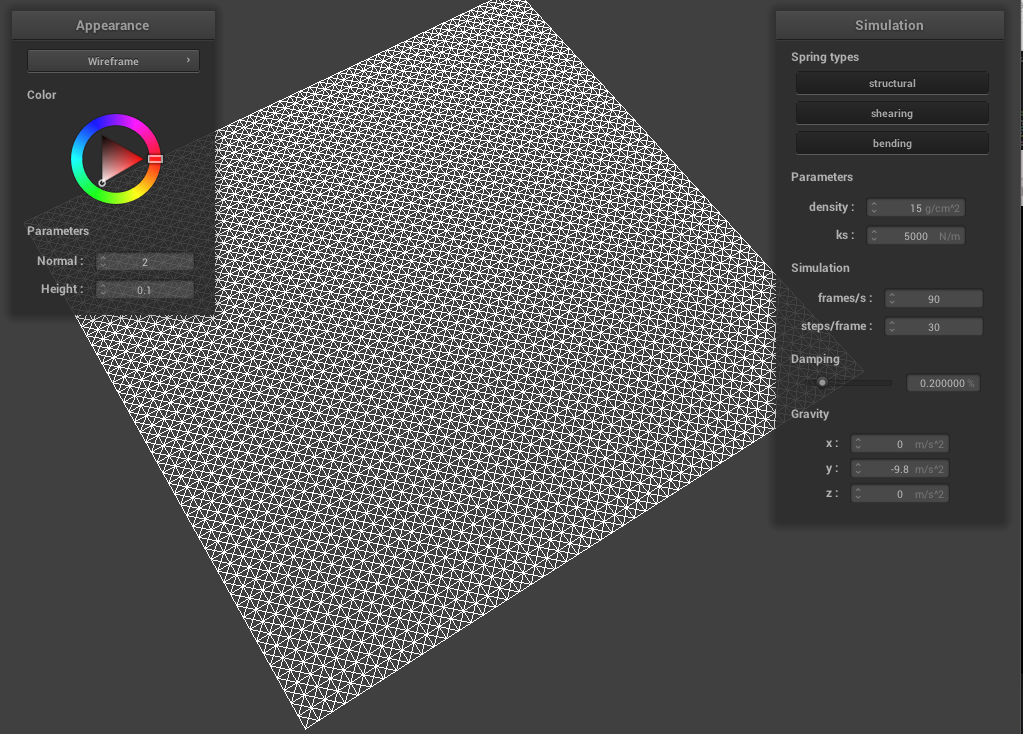 Appearance
Wireframe ›
Color
Parameters
Normal : 2
Height : 0.1
Simulation
Spring types
structural
shearing
bending
Parameters
density : 15 g/cm^2
ks : 5000 N/m
Simulation
frames/s : 90
steps/frame : 30
Damping
0.200000 %
Gravity
x : 0 m/s^2
y : -9.8 m/s^2
z : 0 m/s^2